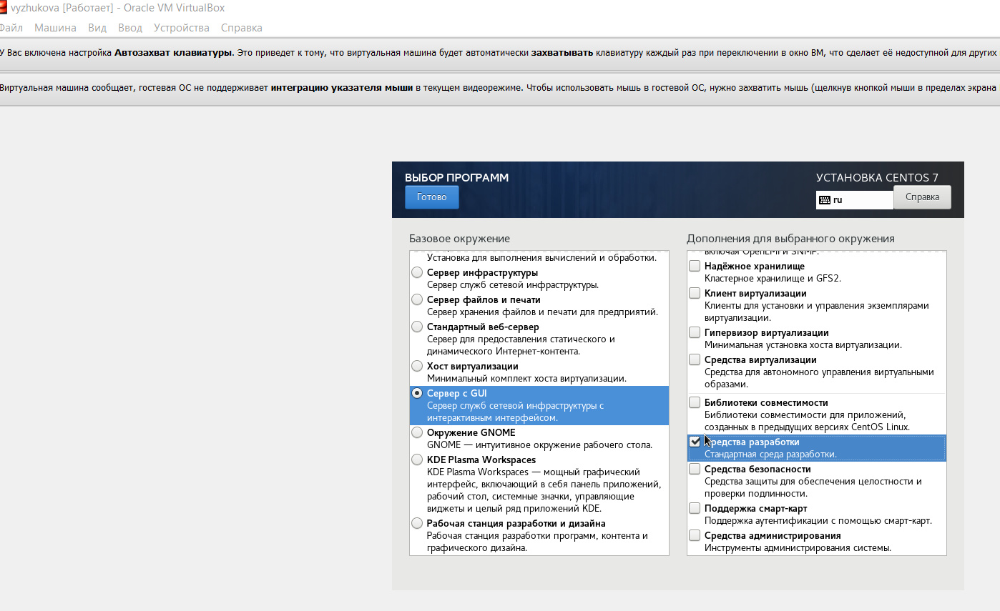 vyzhukova [Работает] - Oracle VM VirtualBox
Файл Машина Вид Ввод Устройства Справка
У Вас включена настройка Автозахват клавиатуры. Это приведет к тому, что виртуальная машина будет автоматически захватывать клавиатуру каждый раз при переключении в окно ВМ, что сделает её недоступной для других
Виртуальная машина сообщает, гостевая ОС не поддерживает интеграцию указателя мыши в текущем видеорежиме. Чтобы использовать мышь в гостевой ОС, нужно захватить мышь (щелкнув кнопкой мыши в пределах экрана
ВЫБОР ПРОГРАММ
Готово
УСТАНОВКА CENTOS 7
ru
Справка
Базовое окружение
Установка для выполнения вычислений и обработки.
Сервер инфраструктуры
Сервер служб сетевой инфраструктуры.
Сервер файлов и печати
Сервер хранения файлов и печати для предприятий.
Стандартный веб-сервер
Сервер для предоставления статического и
динамического Интернет-контента.
Хост виртуализации
Минимальный комплект хоста виртуализации.
Сервер с GUI
Сервер служб сетевой инфраструктуры с
интерактивным интерфейсом.
Окружение GNOME
GNOME — интуитивное окружение рабочего стола.
KDE Plasma Workspaces
KDE Plasma Workspaces — мощный графический
интерфейс, включающий в себя панель приложений,
рабочий стол, системные значки, управляющие
виджеты и целый ряд приложений KDE.
Рабочая станция разработки и дизайна
Рабочая станция разработки программ, контента и
графического дизайна.
Дополнения для выбранного окружения
включая OpenLMI и SNMP.
Надёжное хранилище
Кластерное хранилище и GFS2.
Клиент виртуализации
Клиенты для установки и управления экземплярами
виртуализации.
Гипервизор виртуализации
Минимальная установка хоста виртуализации.
Средства виртуализации
Средства для автономного управления виртуальными
образами.
Библиотеки совместимости
Библиотеки совместимости для приложений,
созданных в предыдущих версиях CentOS Linux.
Средства разработки
Стандартная среда разработки.
Средства безопасности
Средства защиты для обеспечения целостности и
проверки подлинности.
Поддержка смарт-карт
Поддержка аутентификации с помощью смарт-карт.
Средства администрирования
Инструменты администрирования системы.